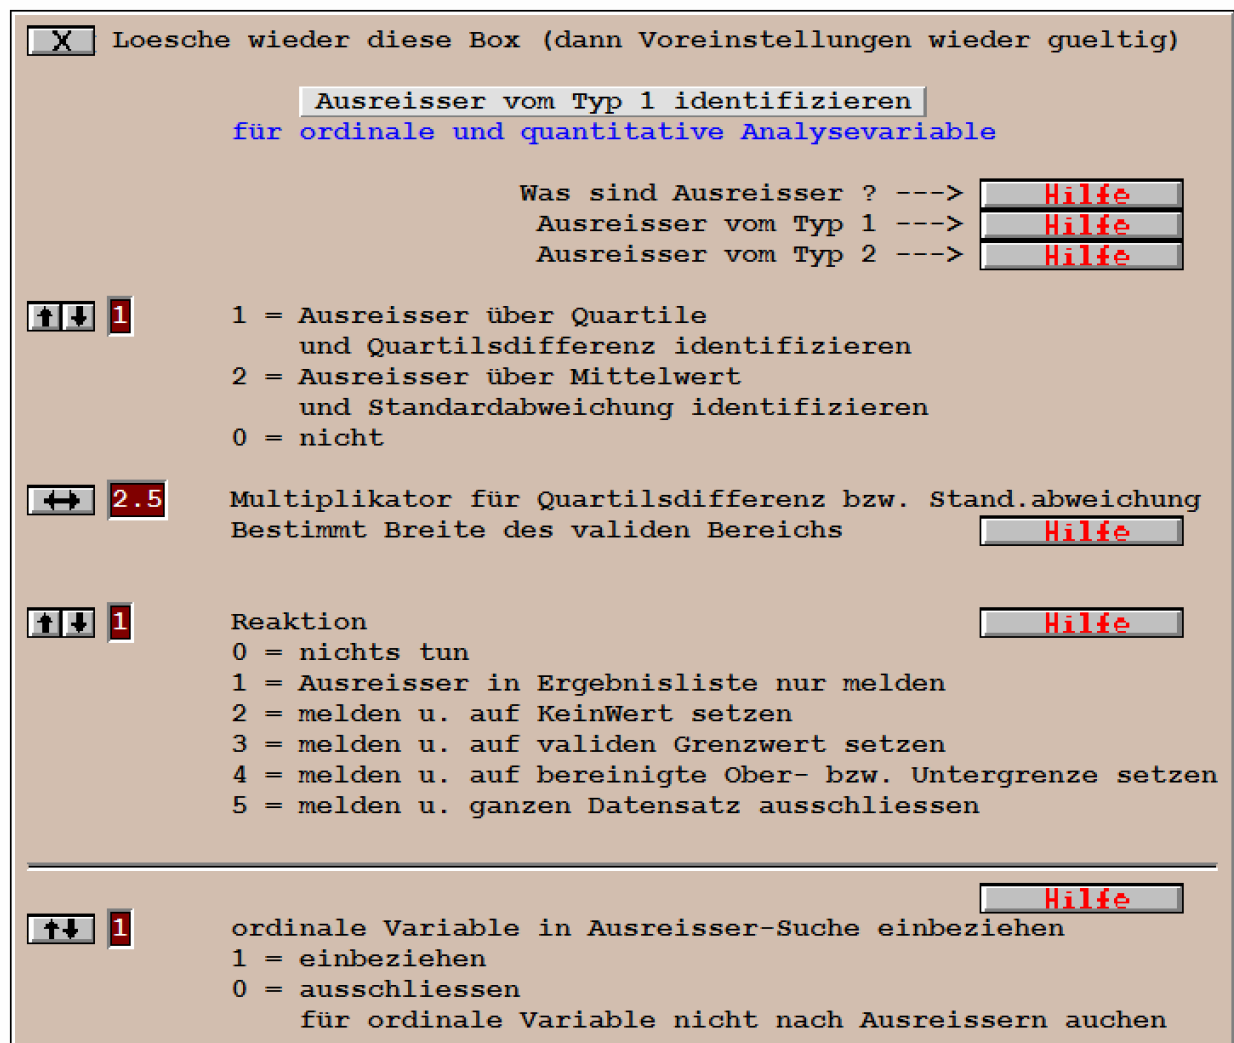 X Loesche wieder diese Box (dann Voreinstellungen wieder gueltig)
Ausreisser vom Typ 1 identifizieren
für ordinale und quantitative Analysevariable
Was sind Ausreisser ? ---> Hilfe
Ausreisser vom Typ 1 ---> Hilfe
Ausreisser vom Typ 2 ---> Hilfe
1 1 = Ausreisser über Quartile
und Quartilsdifferenz identifizieren
2 = Ausreisser über Mittelwert
und Standardabweichung identifizieren
0 = nicht
2.5 Multiplikator für Quartilsdifferenz bzw. Stand.abweichung
Bestimmt Breite des validen Bereichs Hilfe
1 Reaktion Hilfe
0 = nichts tun
1 = Ausreisser in Ergebnisliste nur melden
2 = melden u. auf KeinWert setzen
3 = melden u. auf validen Grenzwert setzen
4 = melden u. auf bereinigte Ober- bzw. Untergrenze setzen
5 = melden u. ganzen Datensatz ausschliessen
Hilfe
1 ordinale Variable in Ausreisser-Suche einbeziehen
1 = einbeziehen
0 = ausschliessen
für ordinale Variable nicht nach Ausreissern auchen